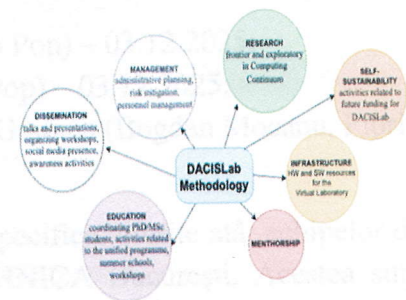 MANAGEMENT
administrative planning,
risk mitigation,
personnel management
RESEARCH
frontier and exploratory
in Computing
Continuum
SELF-
SUSTAINABILITY
activities related to
future funding for
DACISLab
DISSEMINATION
talks and presentations,
organizing workshops,
social media presence,
awareness activities
DACISLab
Methodology
INFRASTRUCTURE
HW and SW resources
for the
Virtual Laboratory
EDUCATION
coordinating PhD/MSc
students, activities related
to the unified programme,
summer schools,
workshops
MENTHORSHIP